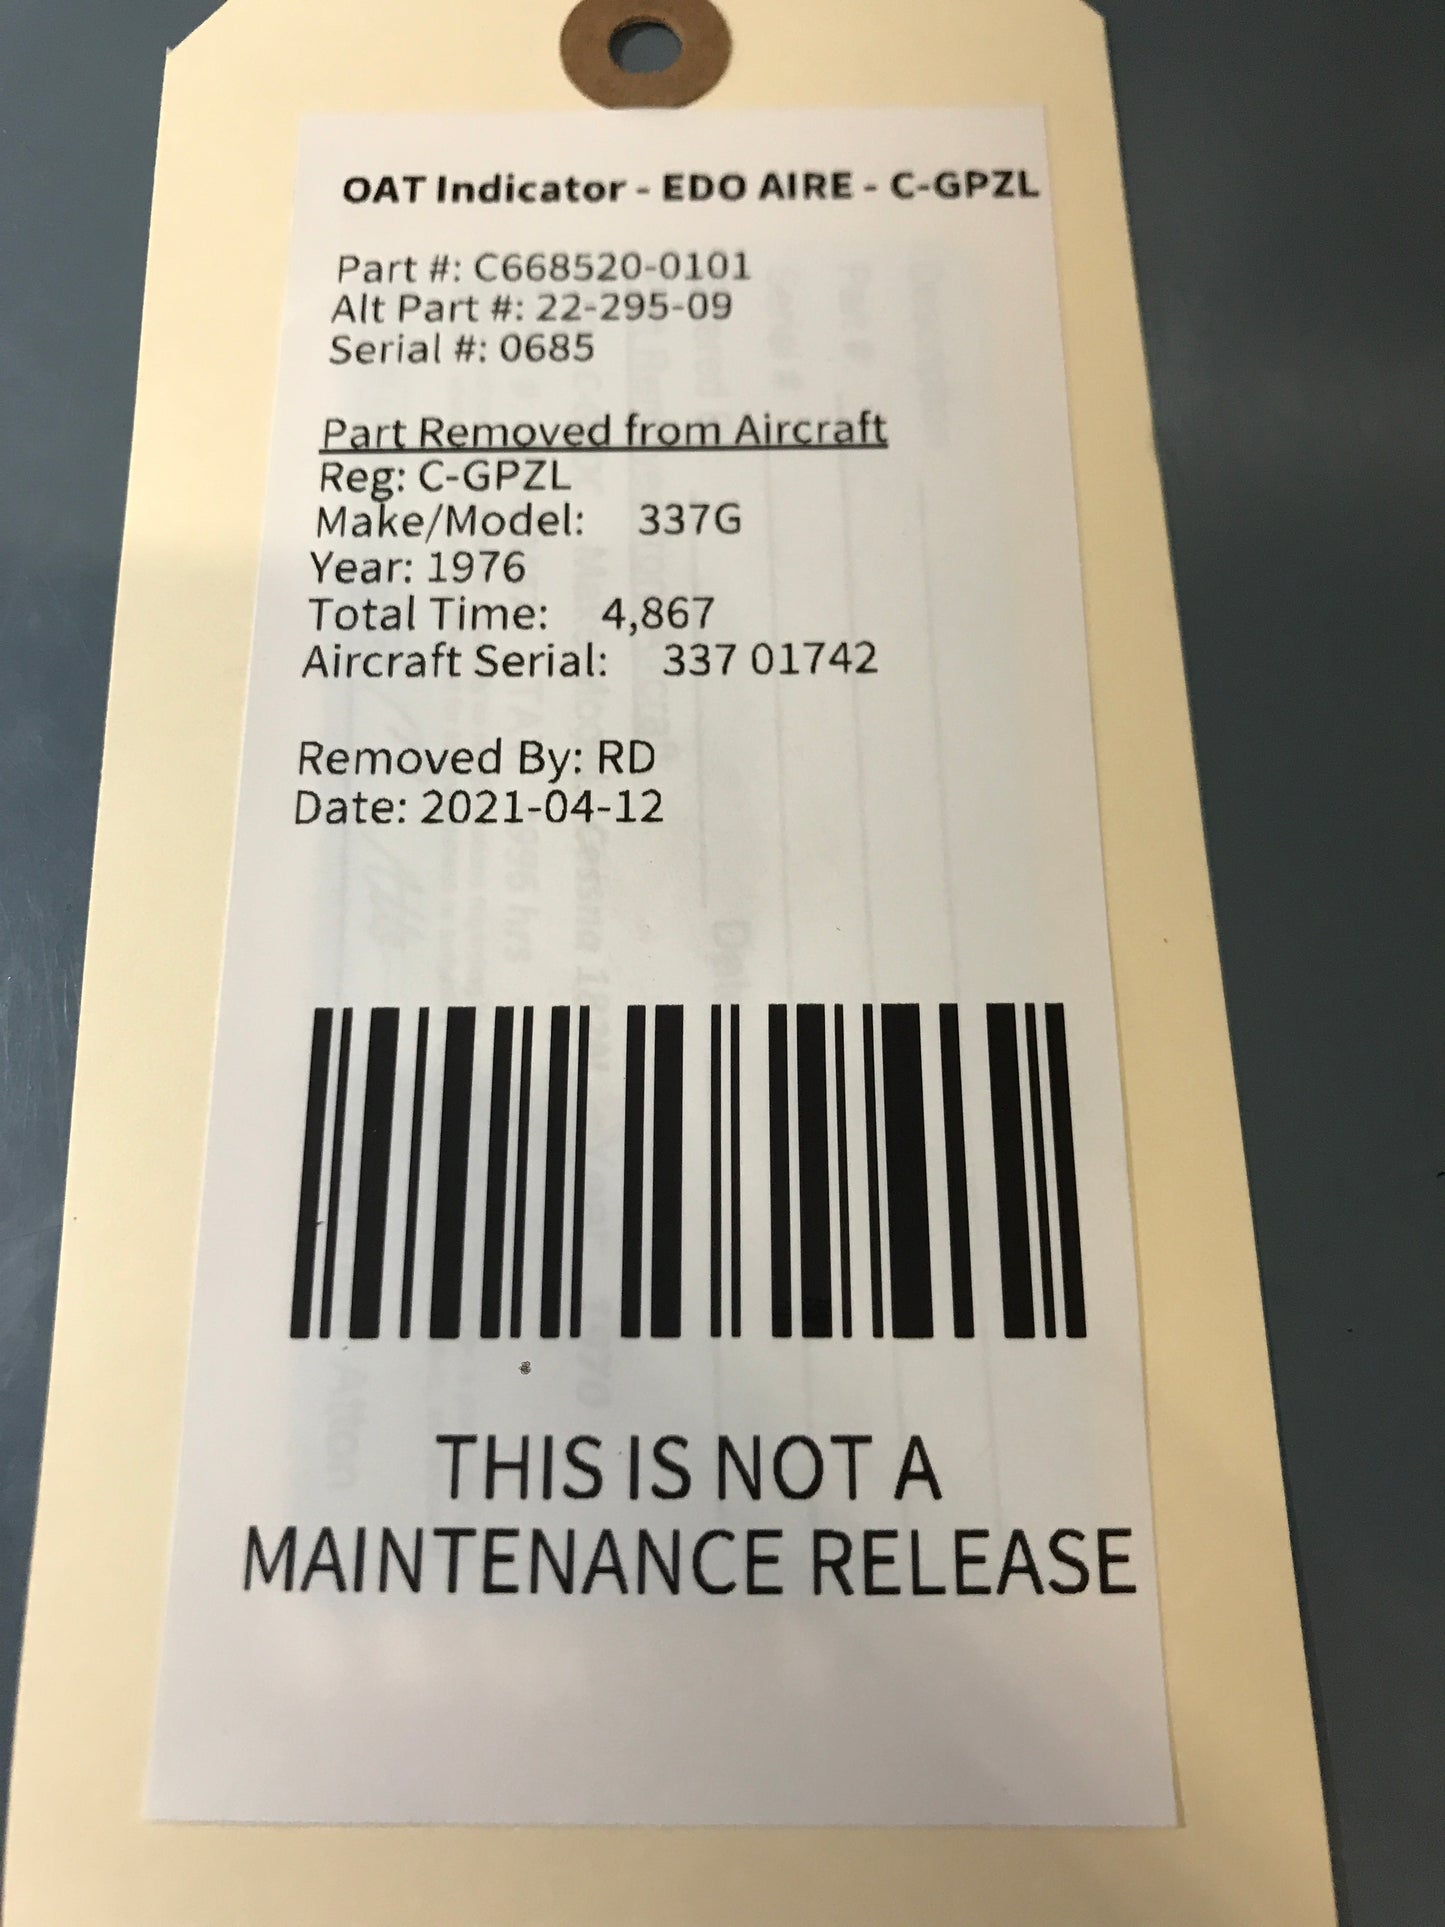 OAT Indicator - EDO AIRE - C-GPZL
Part #: C668520-0101
Alt Part #: 22-295-09
Serial #: 0685
Part Removed from Aircraft
Reg: C-GPZL
Make/Model: 337G
Year: 1976
Total Time: 4,867
Aircraft Serial: 337 01742
Removed By: RD
Date: 2021-04-12
THIS IS NOT A
MAINTENANCE RELEASE